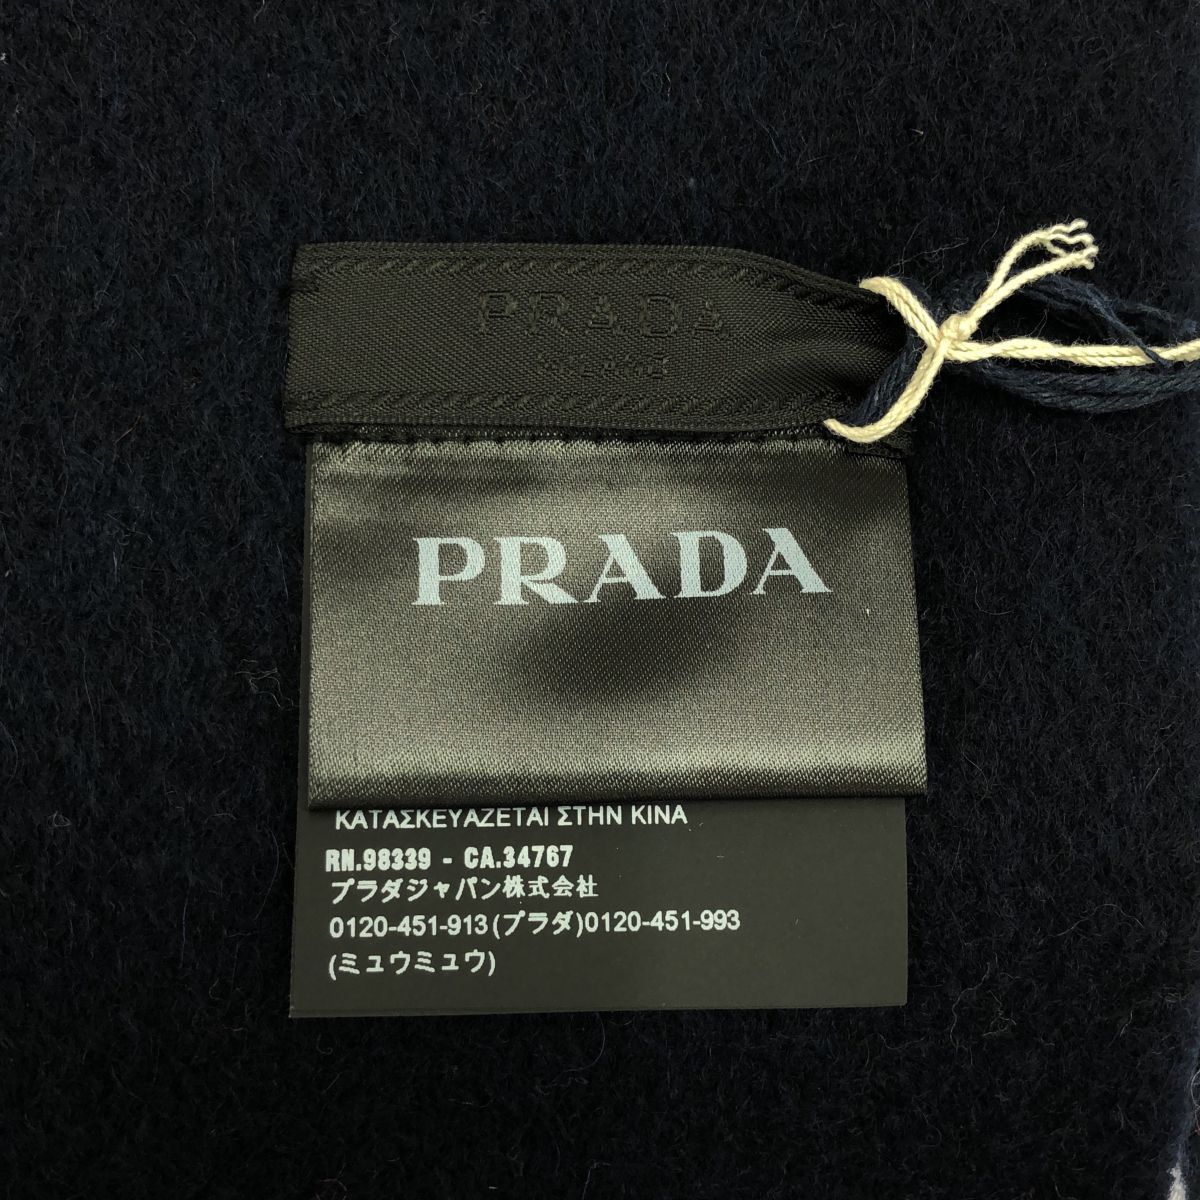 PRADA
PRADA
ΚΑΤΑΣΚΕΥΑΖΕΤΑΙ ΣΤΗΝ ΚΙΝΑ
RN.98339 - CA.34767
プラダジャパン株式会社
0120-451-913(プラダ)0120-451-993
(ミュウミュウ)